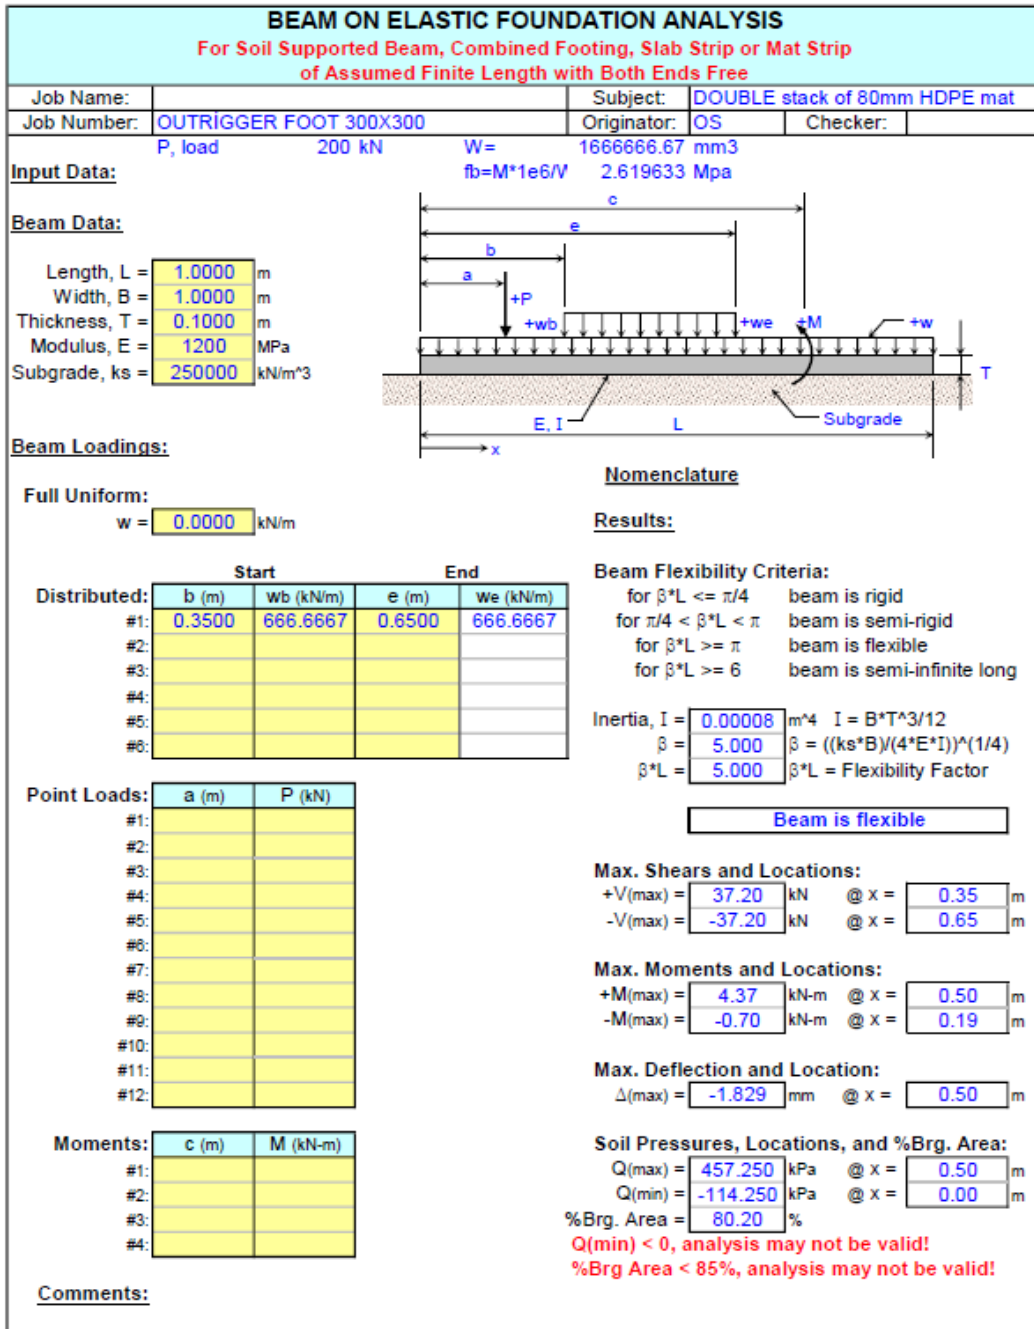 BEAM ON ELASTIC FOUNDATION ANALYSIS
For Soil Supported Beam, Combined Footing, Slab Strip or Mat Strip
of Assumed Finite Length with Both Ends Free
Job Name: Subject: DOUBLE stack of 80mm HDPE mat
Job Number: OUTRIGGER FOOT 300X300 Originator: OS Checker:
P, load 200 kN W= 1666666.67 mm3
Input Data: fb=M*1e6/W 2.619633 Mpa
c
Beam Data:
e
b
Length, L = 1.0000 m
a
Width, B = 1.0000 m
+P
Thickness, T = 0.1000 m
+wb +we +M +w
Modulus, E = 1200 MPa
Subgrade, ks = 250000 kN/m^3
T
E, I L Subgrade
Beam Loadings:
x
Nomenclature
Full Uniform:
w = 0.0000 kN/m
Results:
Start End
Beam Flexibility Criteria:
Distributed: b (m) wb (kN/m) e (m) we (kN/m)
for β*L <= π/4 beam is rigid
#1: 0.3500 666.6667 0.6500 666.6667
for π/4 < β*L < π beam is semi-rigid
#2:
for β*L >= π beam is flexible
#3:
for β*L >= 6 beam is semi-infinite long
#4:
#5:
Inertia, I = 0.00008 m^4 I = B*T^3/12
#6:
β = 5.000 β = ((ks*B)/(4*E*I))^(1/4)
β*L = 5.000 β*L = Flexibility Factor
Point Loads: a (m) P (kN)
#1:
Beam is flexible
#2:
#3:
Max. Shears and Locations:
#4:
+V(max) = 37.20 kN @ x = 0.35 m
#5:
-V(max) = -37.20 kN @ x = 0.65 m
#6:
#7:
Max. Moments and Locations:
#8:
+M(max) = 4.37 kN-m @ x = 0.50 m
#9:
-M(max) = -0.70 kN-m @ x = 0.19 m
#10:
#11:
Max. Deflection and Location:
#12:
Δ(max) = -1.829 mm @ x = 0.50 m
Moments: c (m) M (kN-m)
Soil Pressures, Locations, and %Brg. Area:
#1:
Q(max) = 457.250 kPa @ x = 0.50 m
#2:
Q(min) = -114.250 kPa @ x = 0.00 m
#3:
%Brg. Area = 80.20 %
#4:
Q(min) < 0, analysis may not be valid!
%Brg Area < 85%, analysis may not be valid!
Comments: